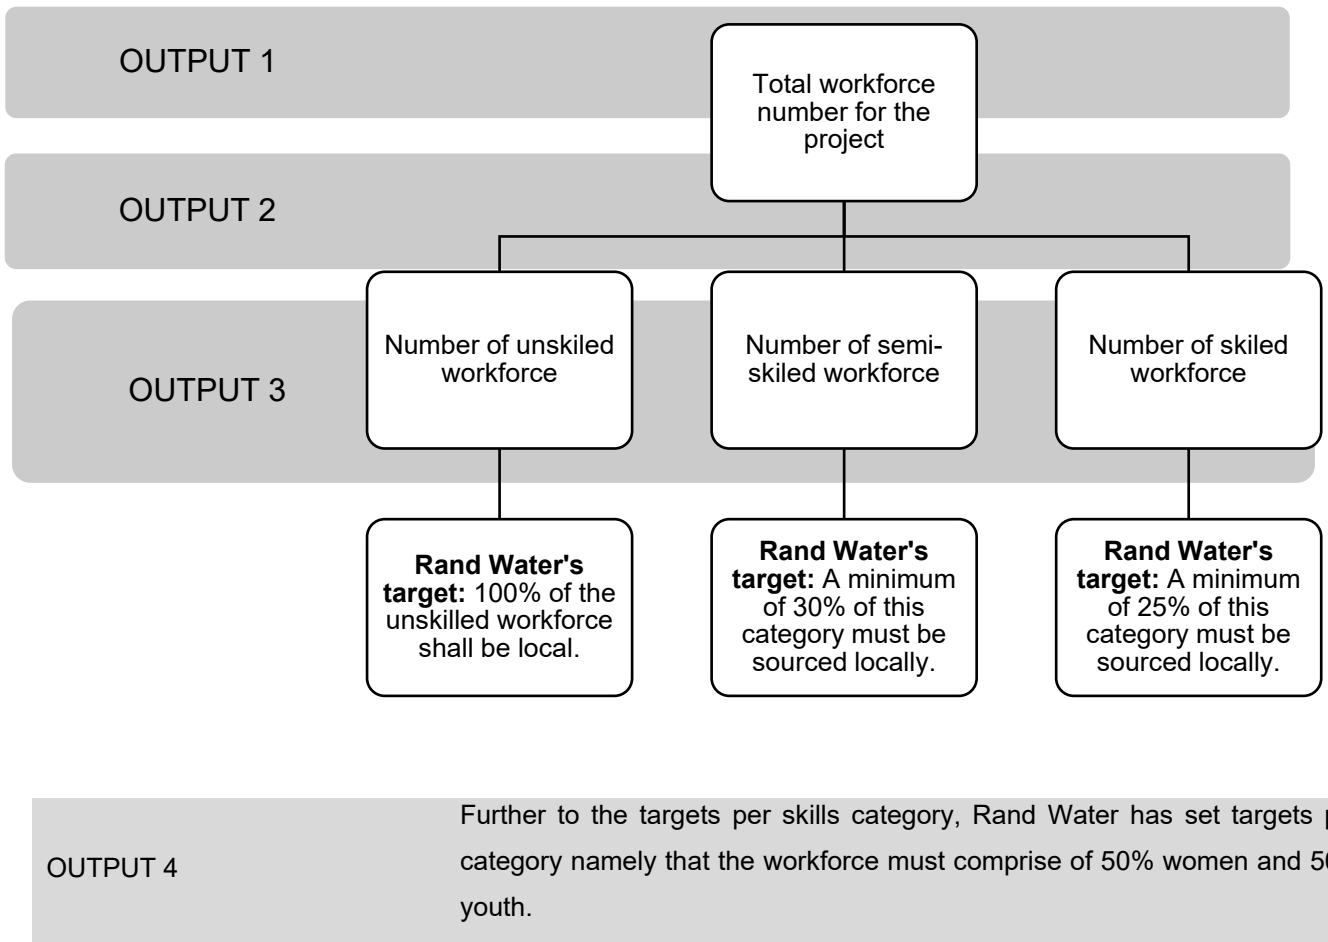 OUTPUT 1
Total workforce
number for the
project
OUTPUT 2
Number of unskiled
workforce
Number of semi-
skiled workforce
Number of skiled
workforce
OUTPUT 3
Rand Water's
target: 100% of the
unskilled workforce
shall be local.
Rand Water's
target: A minimum
of 30% of this
category must be
sourced locally.
Rand Water's
target: A minimum
of 25% of this
category must be
sourced locally.
OUTPUT 4
Further to the targets per skills category, Rand Water has set targets
category namely that the workforce must comprise of 50% women and
youth.